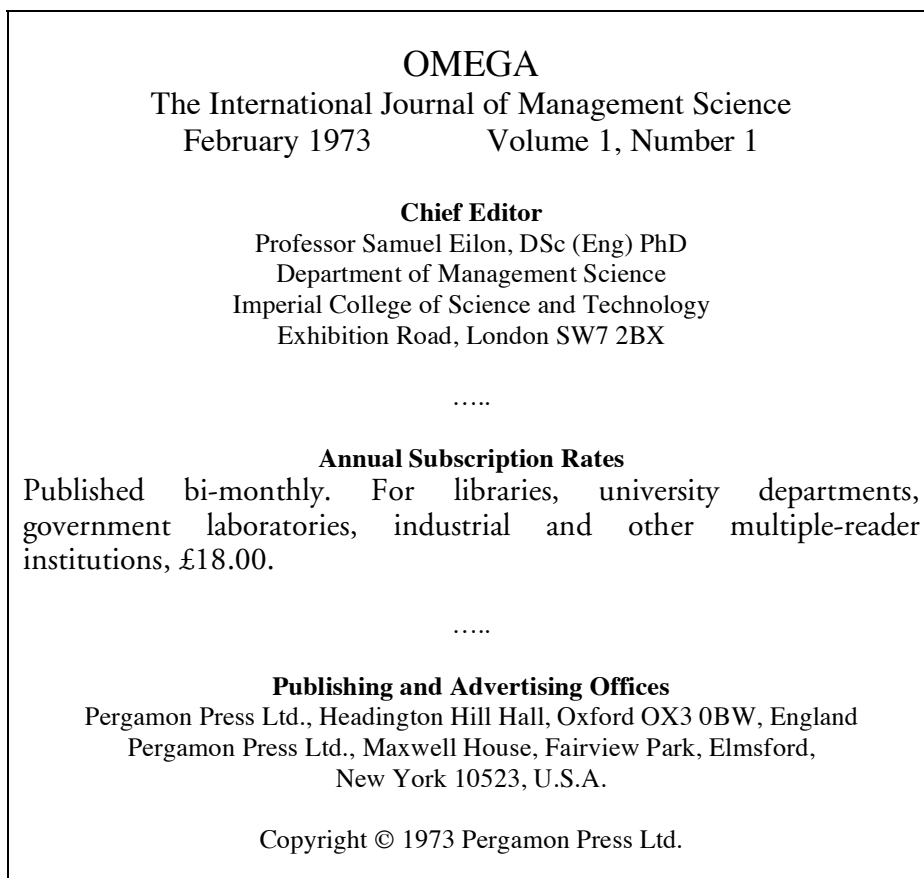 OMEGA
The International Journal of Management Science
February 1973 Volume 1, Number 1
Chief Editor
Professor Samuel Eilon, DSc (Eng) PhD
Department of Management Science
Imperial College of Science and Technology
Exhibition Road, London SW7 2BX
…..
Annual Subscription Rates
Published bi-monthly. For libraries, university departments,
government laboratories, industrial and other multiple-reader
institutions, £18.00.
…..
Publishing and Advertising Offices
Pergamon Press Ltd., Headington Hill Hall, Oxford OX3 0BW, England
Pergamon Press Ltd., Maxwell House, Fairview Park, Elmsford,
New York 10523, U.S.A.
Copyright © 1973 Pergamon Press Ltd.